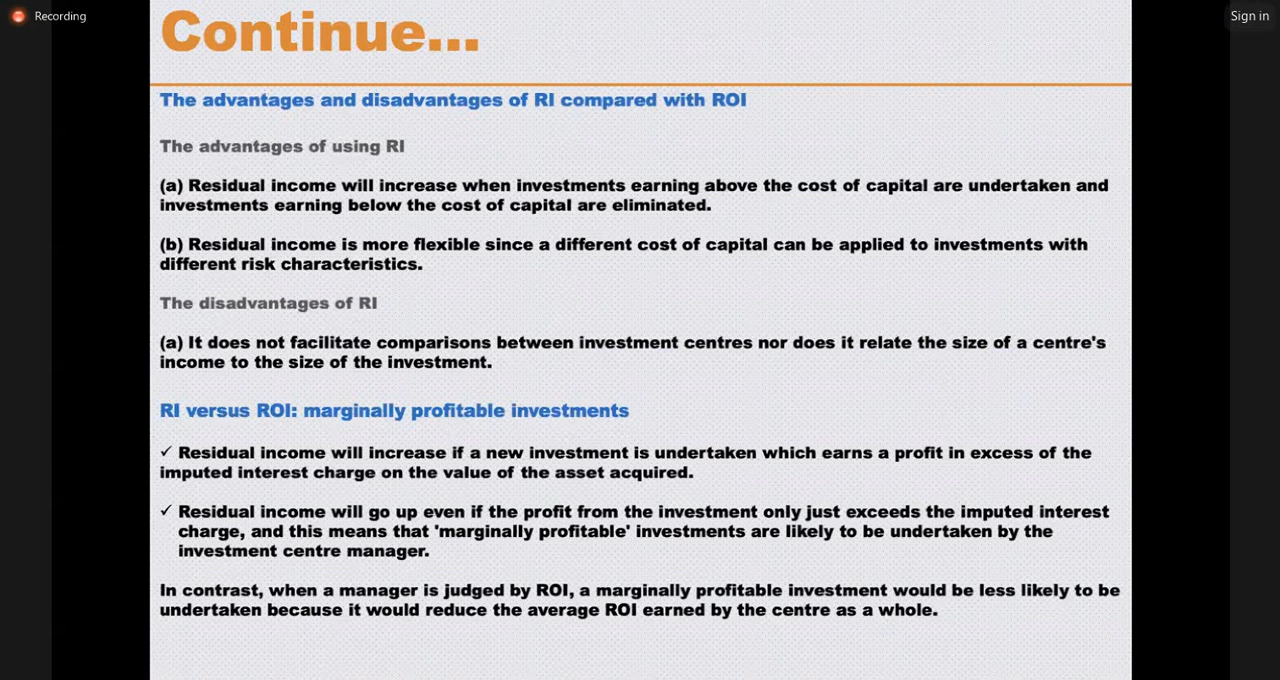 Recording
Sign in
Continue...
The advantages and disadvantages of RI compared with ROI
The advantages of using RI
(a) Residual income will increase when investments earning above the cost of capital are undertaken and
investments earning below the cost of capital are eliminated.
(b) Residual income is more flexible since a different cost of capital can be applied to investments with
different risk characteristics.
The disadvantages of RI
(a) It does not facilitate comparisons between investment centres nor does it relate the size of a centre's
income to the size of the investment.
RI versus ROI: marginally profitable investments
✓ Residual income will increase if a new investment is undertaken which earns a profit in excess of the
imputed interest charge on the value of the asset acquired.
✓ Residual income will go up even if the profit from the investment only just exceeds the imputed interest
charge, and this means that 'marginally profitable' investments are likely to be undertaken by the
investment centre manager.
In contrast, when a manager is judged by ROI, a marginally profitable investment would be less likely to be
undertaken because it would reduce the average ROI earned by the centre as a whole.